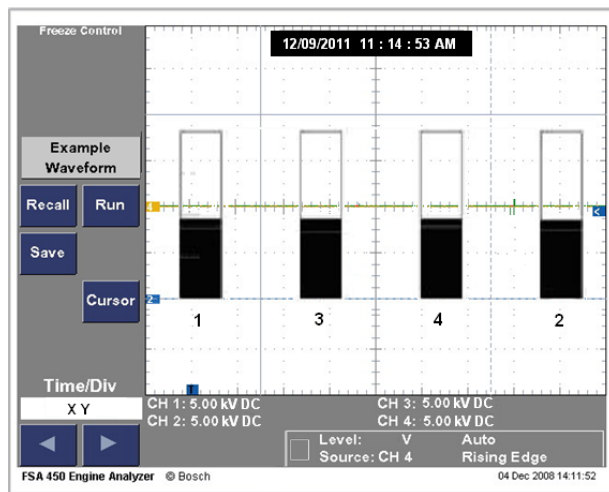 Freeze Control
12/09/2011 11 : 14 : 53 AM
Example
Waveform
Recall Run
Save
Cursor
4
2
1 3 4 2
T
Time/Div
X Y
CH 1: 5.00 kV DC CH 3: 5.00 kV DC
CH 2: 5.00 kV DC CH 4: 5.00 kV DC
Level: V Auto
Source: CH 4 Rising Edge
FSA 450 Engine Analyzer © Bosch 04 Dec 2008 14:11:52